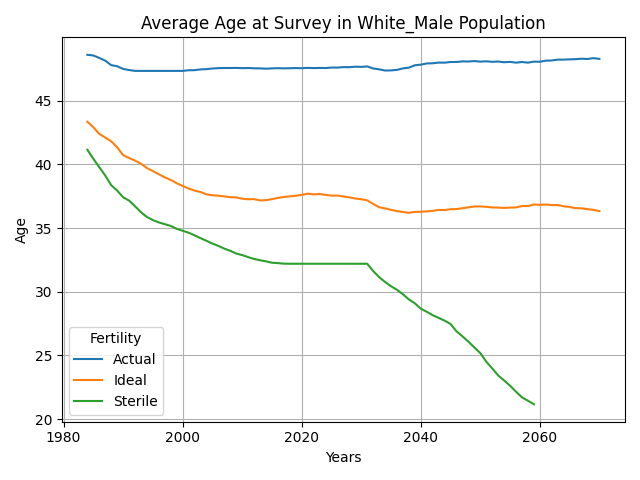 Average Age at Survey in White_Male Population
Age
45
40
35
30
25
20
Fertility
Actual
Ideal
Sterile
1980
2000
2020
2040
2060
Years